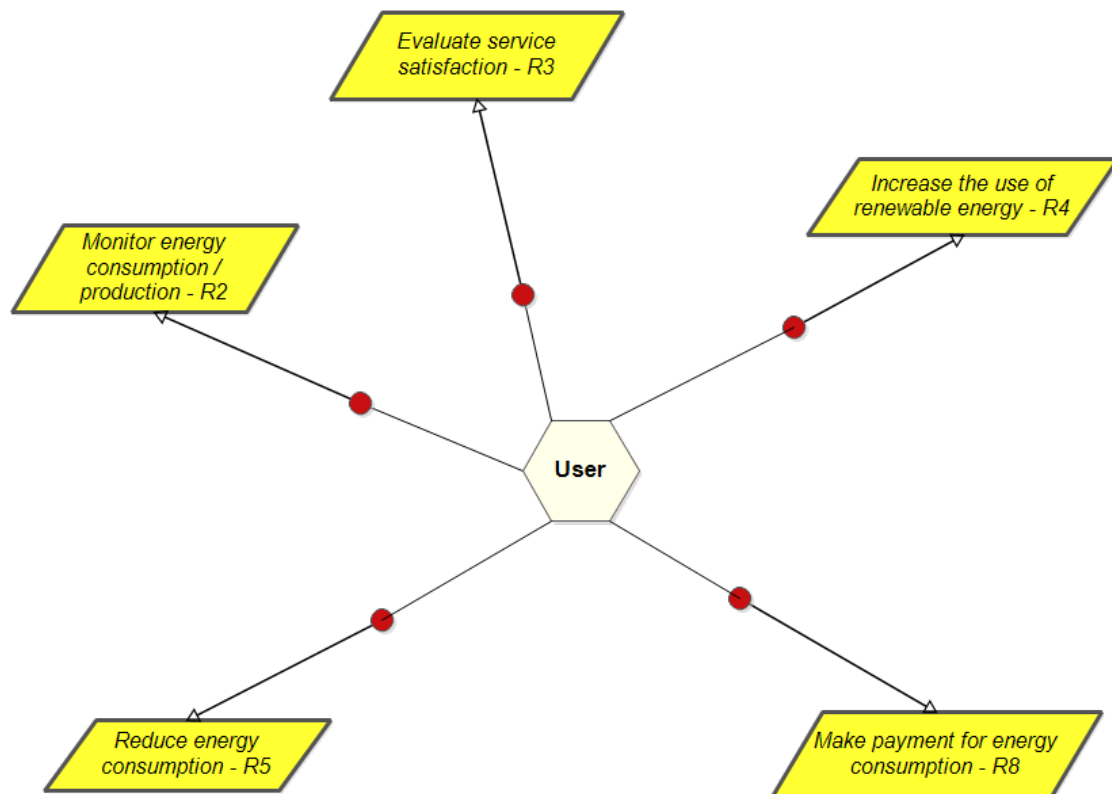 Evaluate service
satisfaction - R3
Increase the use of
renewable energy - R4
Monitor energy
consumption /
production - R2
User
Reduce energy
consumption - R5
Make payment for energy
consumption - R8